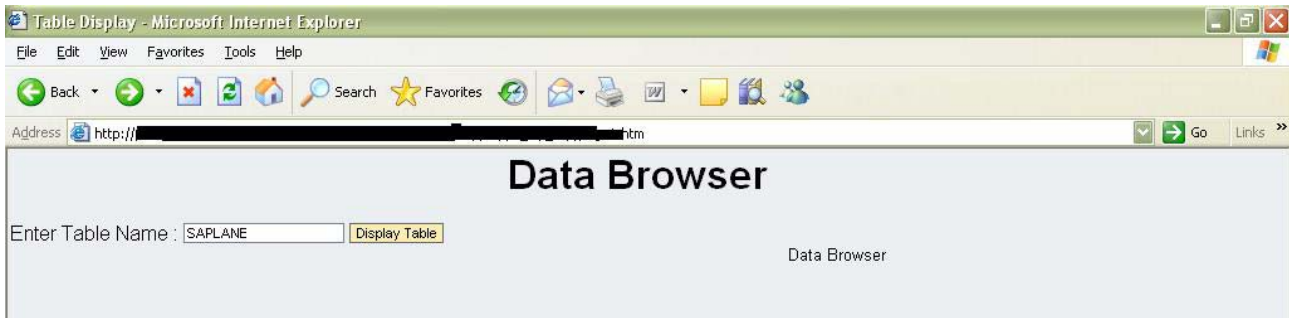 Table Display - Microsoft Internet Explorer
File Edit View Favorites Tools Help
Back Search Favorites W
Address http:// htm Go Links »
Data Browser
Enter Table Name : SAPLANE Display Table
Data Browser